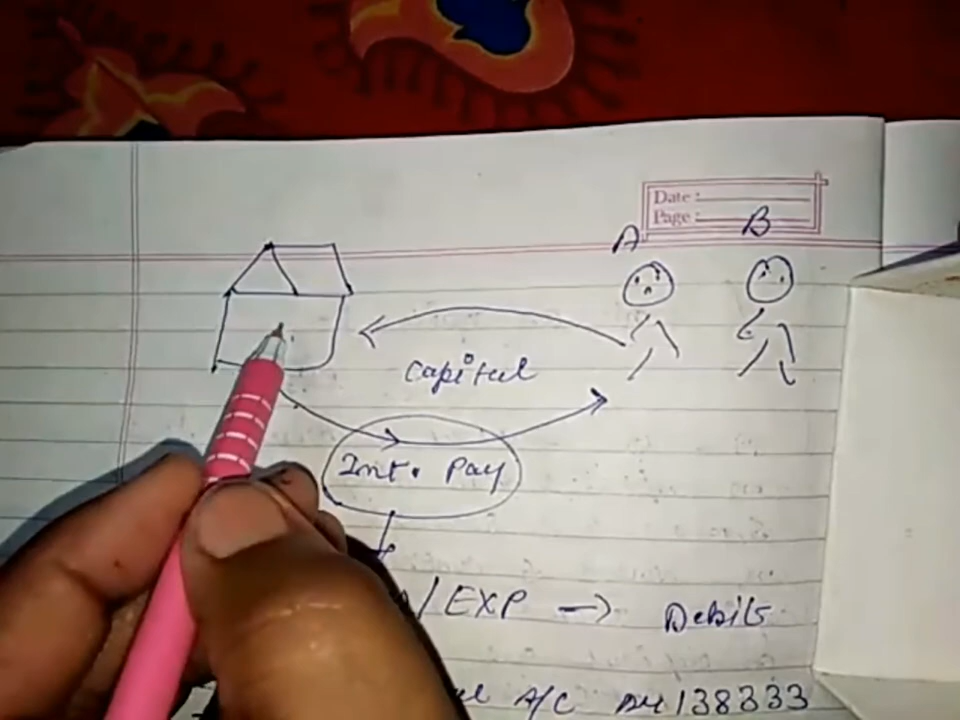 Date :
Page :
A B
Capital
Int. Pay
/ EXP → Debit
A/C 138333